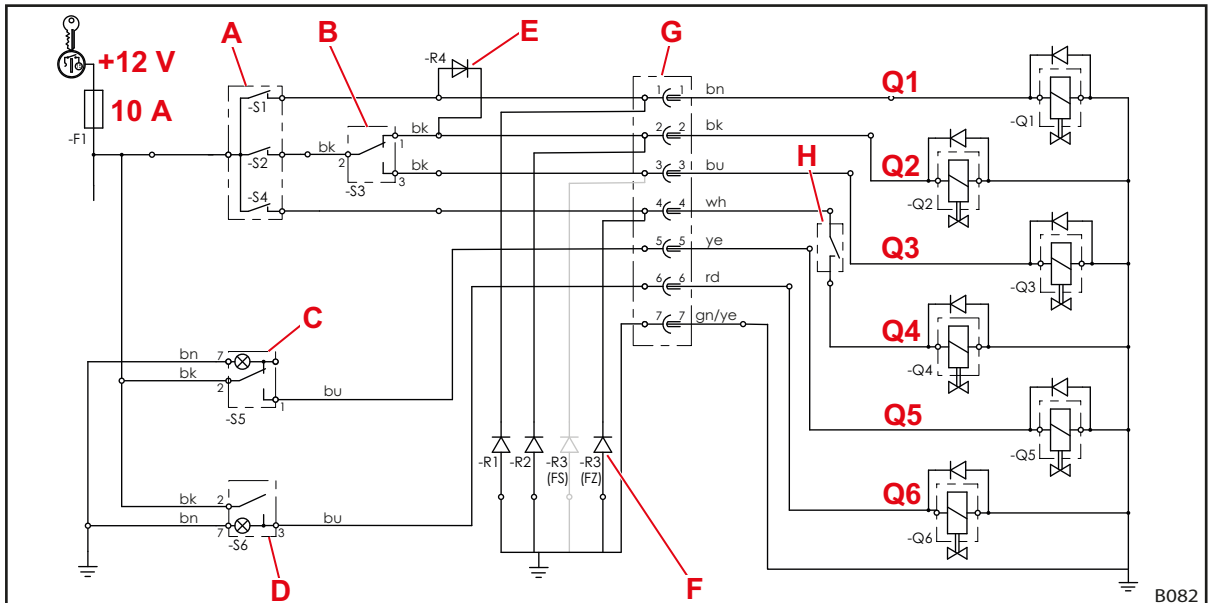 A
B
E
G
+12 V
10 A
-F1
-R4
-S1
-S2
bk
2
bk
1
bk
3
-S3
-S4
1 1 bn
2 2 bk
3 3 bu
4 4 wh
5 5 ye
6 6 rd
7 7 gn/ye
H
Q1
-Q1
Q2
-Q2
Q3
-Q3
Q4
-Q4
Q5
-Q5
Q6
-Q6
C
bn 7
bk 2
1 bu
-S5
-R1
-R2
-R3
(FS)
-R3
(FZ)
bk 2
bn 7
3 bu
-S6
D
F
B082